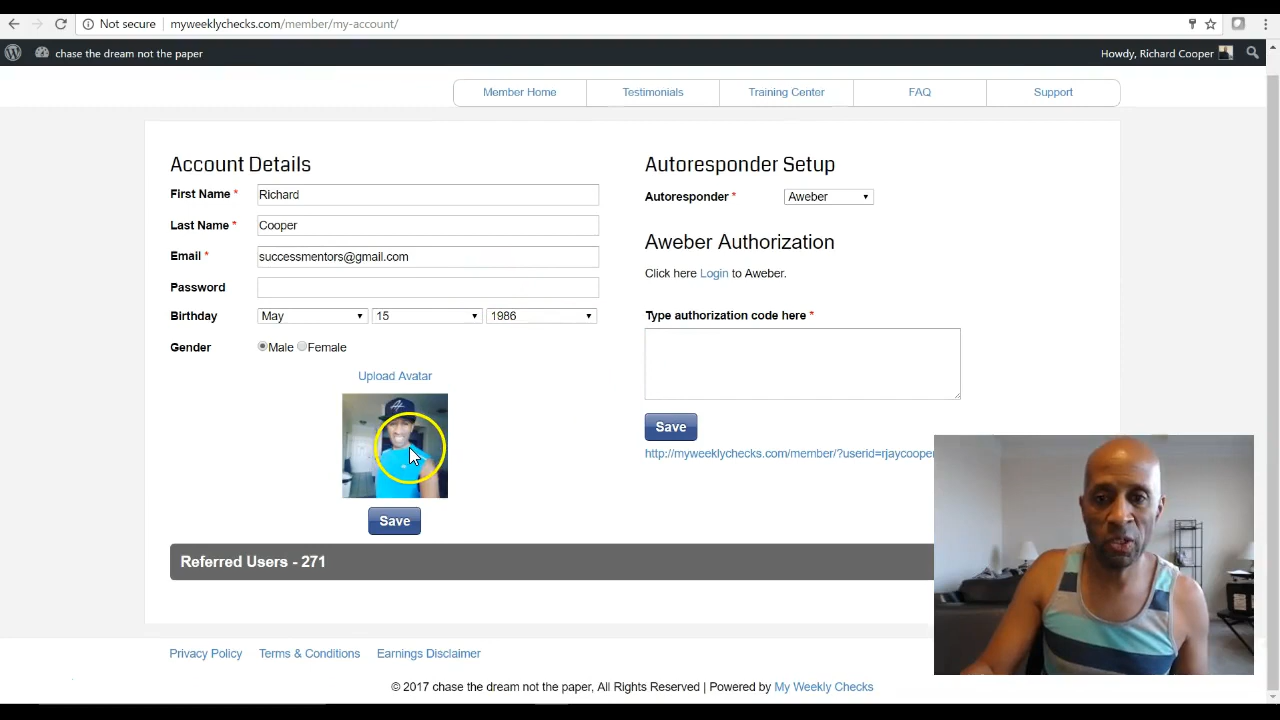 Not secure myweeklychecks.com/member/my-account/
chase the dream not the paper Howdy, Richard Cooper
Member Home Testimonials Training Center FAQ Support
Account Details
First Name * Richard
Last Name * Cooper
Email * successmentors@gmail.com
Password
Birthday May 15 1986
Gender Male Female
Upload Avatar
Save
Autoresponder Setup
Autoresponder * Aweber
Aweber Authorization
Click here Login to Aweber.
Type authorization code here *
Save
http://myweeklychecks.com/member/?userid=rjaycooper
Referred Users - 271
Privacy Policy Terms & Conditions Earnings Disclaimer
© 2017 chase the dream not the paper, All Rights Reserved | Powered by My Weekly Checks